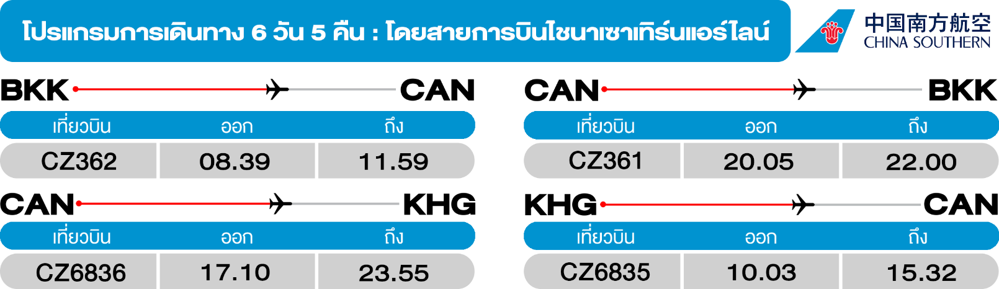 โปรแกรมการเดินทาง 6 วัน 5 คืน : โดยสายการบินไชนาเซาเทิร์นแอร์ไลน์
中国南方航空
CHINA SOUTHERN
BKK CAN
เที่ยวบิน ออก ถึง
CZ362 08.39 11.59
CAN BKK
เที่ยวบิน ออก ถึง
CZ361 20.05 22.00
CAN KHG
เที่ยวบิน ออก ถึง
CZ6836 17.10 23.55
KHG CAN
เที่ยวบิน ออก ถึง
CZ6835 10.03 15.32